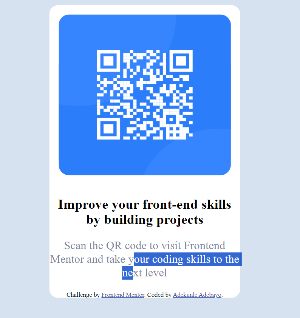 Improve your front-end skills
by building projects
Scan the QR code to visit Frontend
Mentor and take your coding skills to the
next level
Challenge by Frontend Mentor. Coded by Adekunle Adebayo.